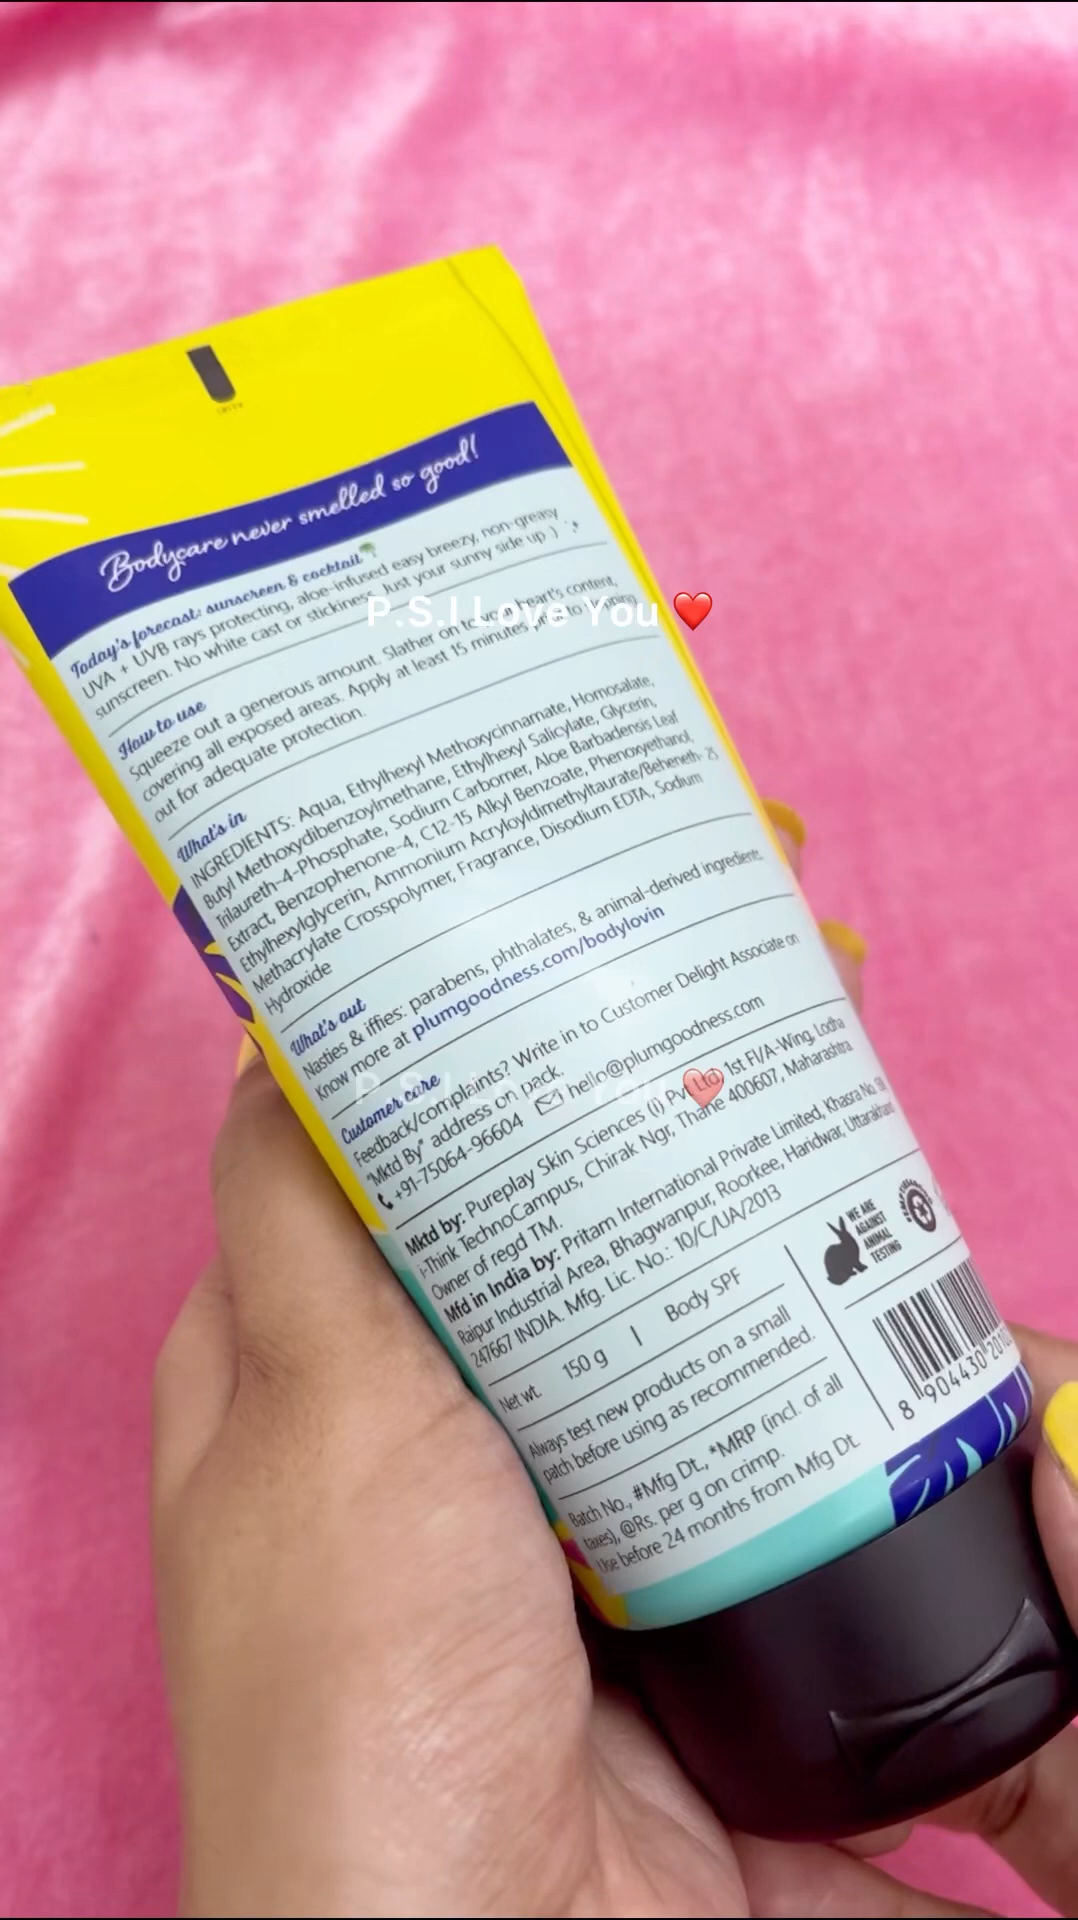 Bodycare never smelled so good!
Today's forecast: sunscreen & cocktail
UVA + UVB rays protecting, aloe-infused easy breezy, non-greasy
sunscreen. No white cast or stickiness. Just your sunny side up :)
P.S.I Love You ❤️
How to use
Squeeze out a generous amount. Slather on to your heart's content,
covering all exposed areas. Apply at least 15 minutes
out for adequate protection.
What's in
INGREDIENTS: Aqua, Ethylhexyl Methoxycinnamate, Homosalate,
Butyl Methoxydibenzoylmethane, Ethylhexyl Salicylate, Glycerin,
Trilaureth-4-Phosphate, Sodium Carbomer, Aloe Barbadensis Leaf
Extract, Benzophenone-4, C12-15 Alkyl Benzoate, Phenoxyethanol,
Ethylhexylglycerin, Ammonium Acryloyldimethyltaurate/Beheneth-25
Methacrylate Crosspolymer, Fragrance, Disodium EDTA, Sodium
Hydroxide
What's out
Nasties & iffies: parabens, phthalates, & animal-derived ingredients.
Know more at plumgoodness.com/bodylovin
Customer care
Feedback/complaints? Write in to Customer Delight Associate on
"Mktd By" address on pack.
+91-75064-96604 hello@plumgoodness.com
P.S.I Love You ❤️
Mktd by: Pureplay Skin Sciences (I) Pvt Ltd, 1st Fl/A-Wing, Lodha
i-Think TechnoCampus, Chirak Ngr, Thane 400607, Maharashtra
Owner of regd TM.
Mfd in India by: Pritam International Private Limited, Khasra No.
Raipur Industrial Area, Bhagwanpur, Roorkee, Haridwar, Uttarakhand
247667 INDIA. Mfg. Lic. No.: 10/C/UA/2013
Net wt. 150 g | Body SPF
WE ARE
AGAINST
ANIMAL
TESTING
Always test new products on a small
patch before using as recommended.
Batch No., #Mfg Dt., *MRP (incl. of all
taxes), @Rs. per g on crimp.
Use before 24 months from Mfg Dt
8 904430